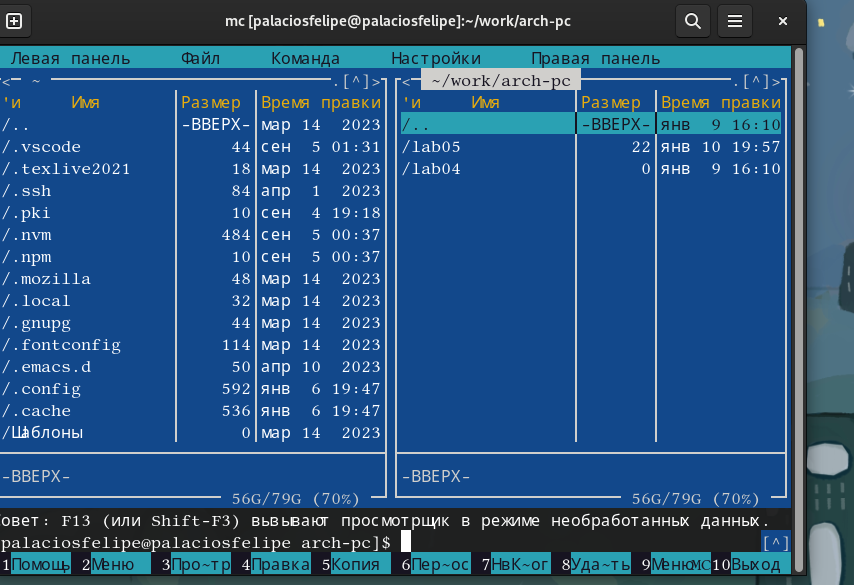 mc [palaciosfelipe@palaciosfelipe]:~/work/arch-pc
Левая панель Файл Команда Настройки Правая панель
<— ~ .[^]>
'и Имя Размер Время правки
/.. -ВВЕРХ- мар 14 2023
/.vscode 44 сен 5 01:31
/.texlive2021 18 мар 14 2023
/.ssh 84 апр 1 2023
/.pki 10 сен 4 19:18
/.nvm 484 сен 5 00:37
/.npm 10 сен 5 00:37
/.mozilla 48 мар 14 2023
/.local 32 мар 14 2023
/.gnupg 44 мар 14 2023
/.fontconfig 114 мар 14 2023
/.emacs.d 50 апр 10 2023
/.config 592 янв 6 19:47
/.cache 536 янв 6 19:47
/Шаблоны 0 мар 14 2023
-ВВЕРХ-
56G/79G (70%)
<— ~/work/arch-pc .[^]>
'и Имя Размер Время правки
/.. -ВВЕРХ- янв 9 16:10
/lab05 22 янв 10 19:57
/lab04 0 янв 9 16:10
-ВВЕРХ-
56G/79G (70%)
овет: F13 (или Shift-F3) вызывают просмотрщик в режиме необработанных данных.
palaciosfelipe@palaciosfelipe arch-pc]$ [^]
1Помощь 2Меню 3Про~тр 4Правка 5Копия 6Пер~ос 7НвК~ог 8Уда~ть 9МенюMC 10Выход